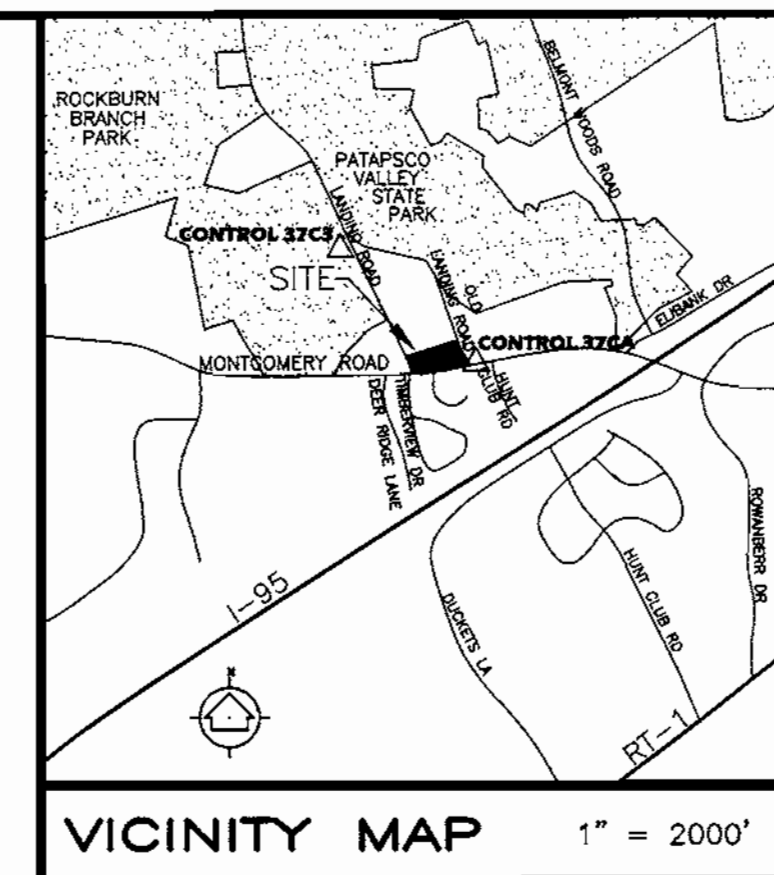 ROCKBURN
BRANCH
PARK
BELMONT WOODS ROAD
PATAPSCO
VALLEY
STATE
PARK
LANDING ROAD
CONTROL 37C3
SITE
OLD
LANDING ROAD
ELIBANK DR
CONTROL 37CA
MONTGOMERY ROAD
HUNT
CLUB RD
TIMBERVIEW DR
DEER RIDGE LANE
I-95
ROWANBERR DR
HUNT CLUB RD
DUCKETS LA
RT-1
VICINITY MAP 1" = 2000'